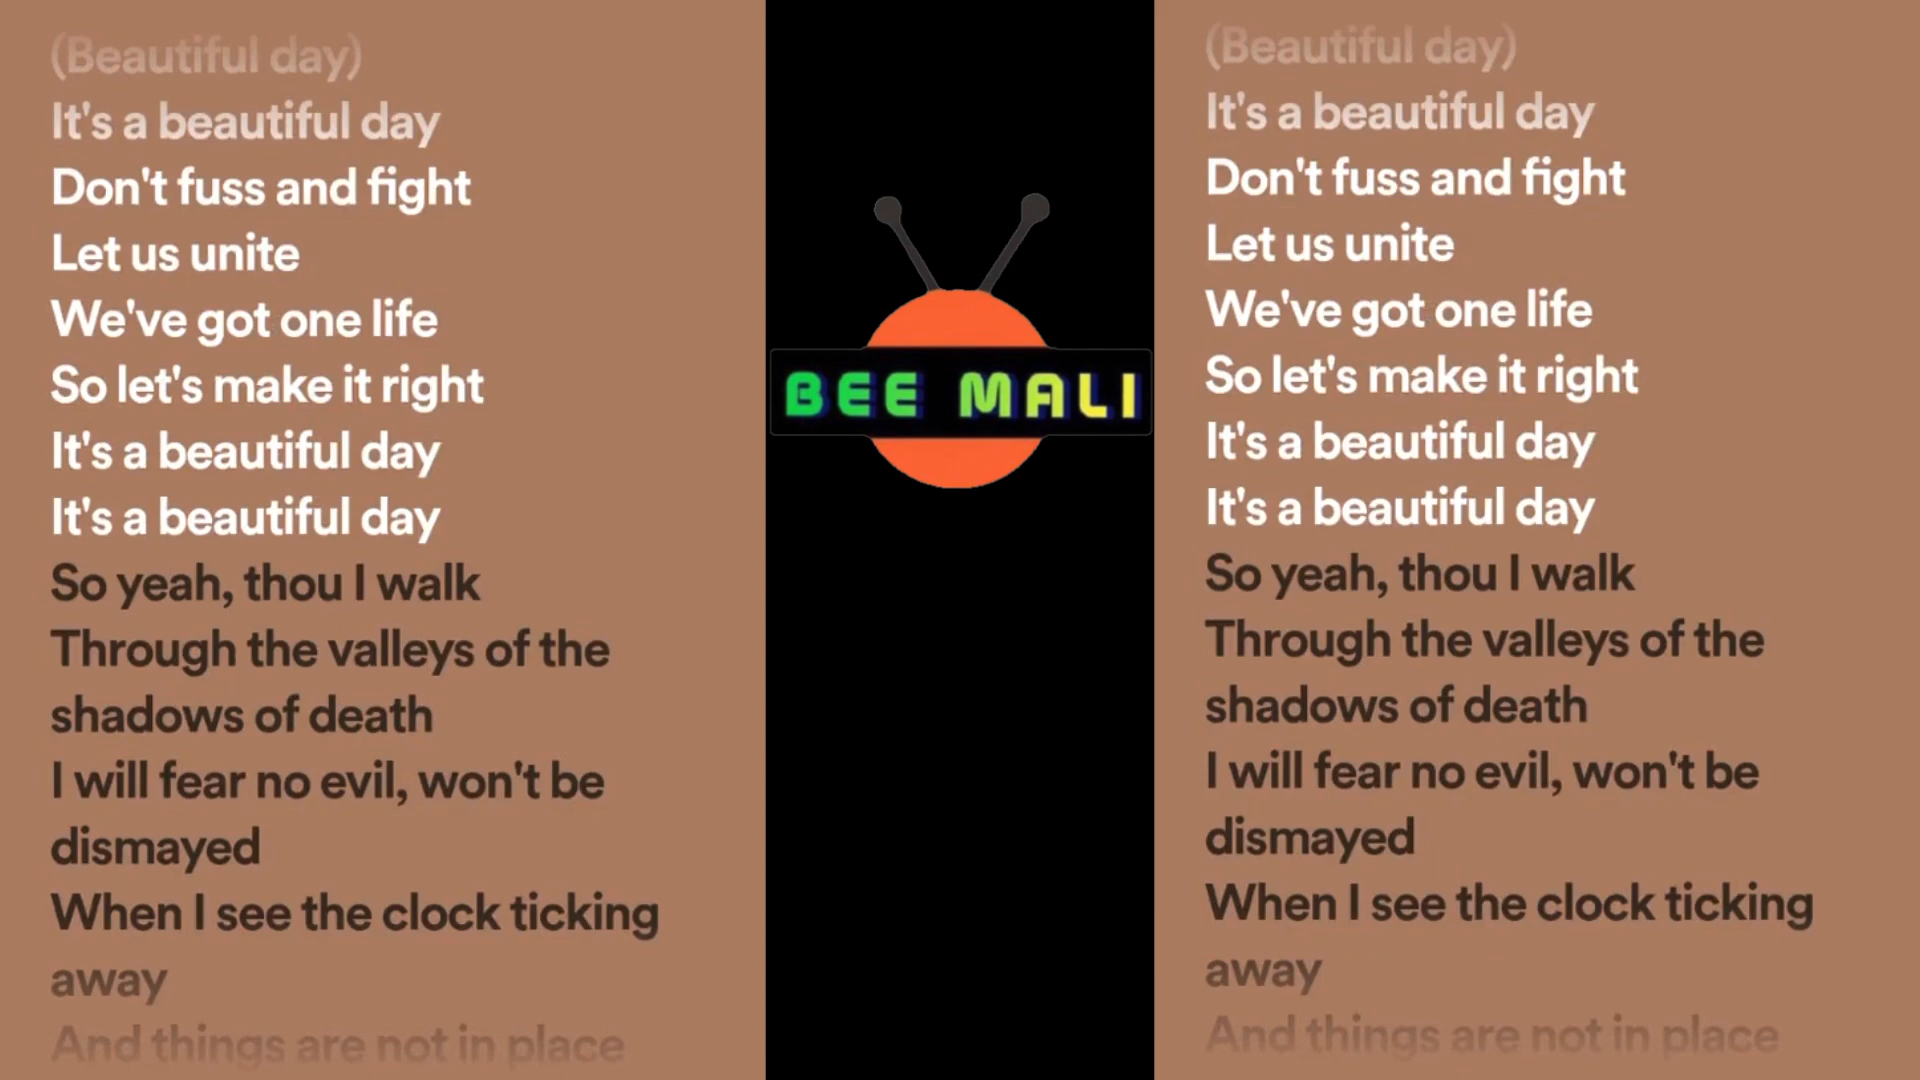 (Beautiful day)
It's a beautiful day
Don't fuss and fight
Let us unite
We've got one life
So let's make it right
It's a beautiful day
It's a beautiful day
So yeah, thou I walk
Through the valleys of the
shadows of death
I will fear no evil, won't be
dismayed
When I see the clock ticking
away
And things are not in place
BEE MALI
(Beautiful day)
It's a beautiful day
Don't fuss and fight
Let us unite
We've got one life
So let's make it right
It's a beautiful day
It's a beautiful day
So yeah, thou I walk
Through the valleys of the
shadows of death
I will fear no evil, won't be
dismayed
When I see the clock ticking
away
And things are not in place